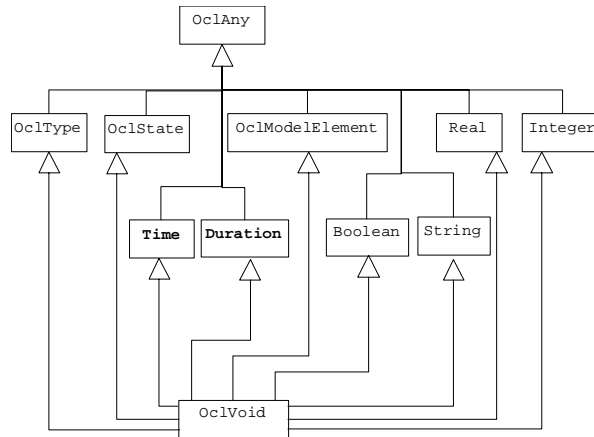 OclAny
OclType
OclState
OclModelElement
Real
Integer
Time
Duration
Boolean
String
OclVoid